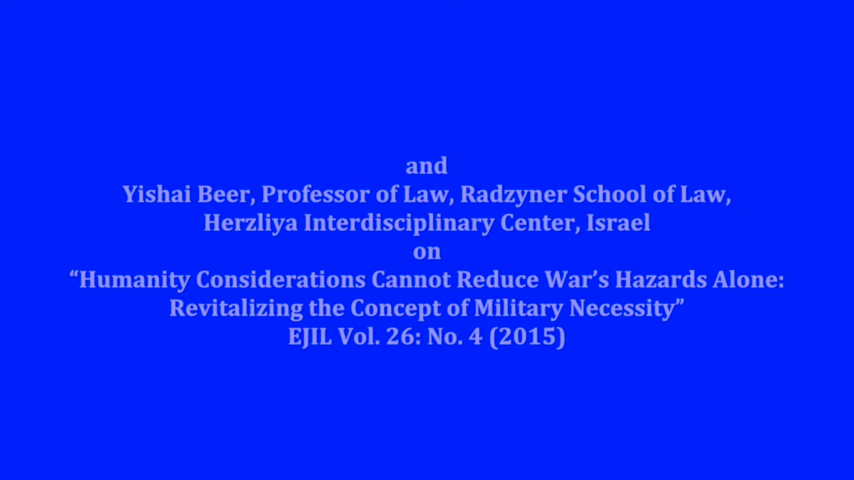 and
Yishai Beer, Professor of Law, Radzyner School of Law,
Herzliya Interdisciplinary Center, Israel
on
“Humanity Considerations Cannot Reduce War’s Hazards Alone:
Revitalizing the Concept of Military Necessity”
EJIL Vol. 26: No. 4 (2015)